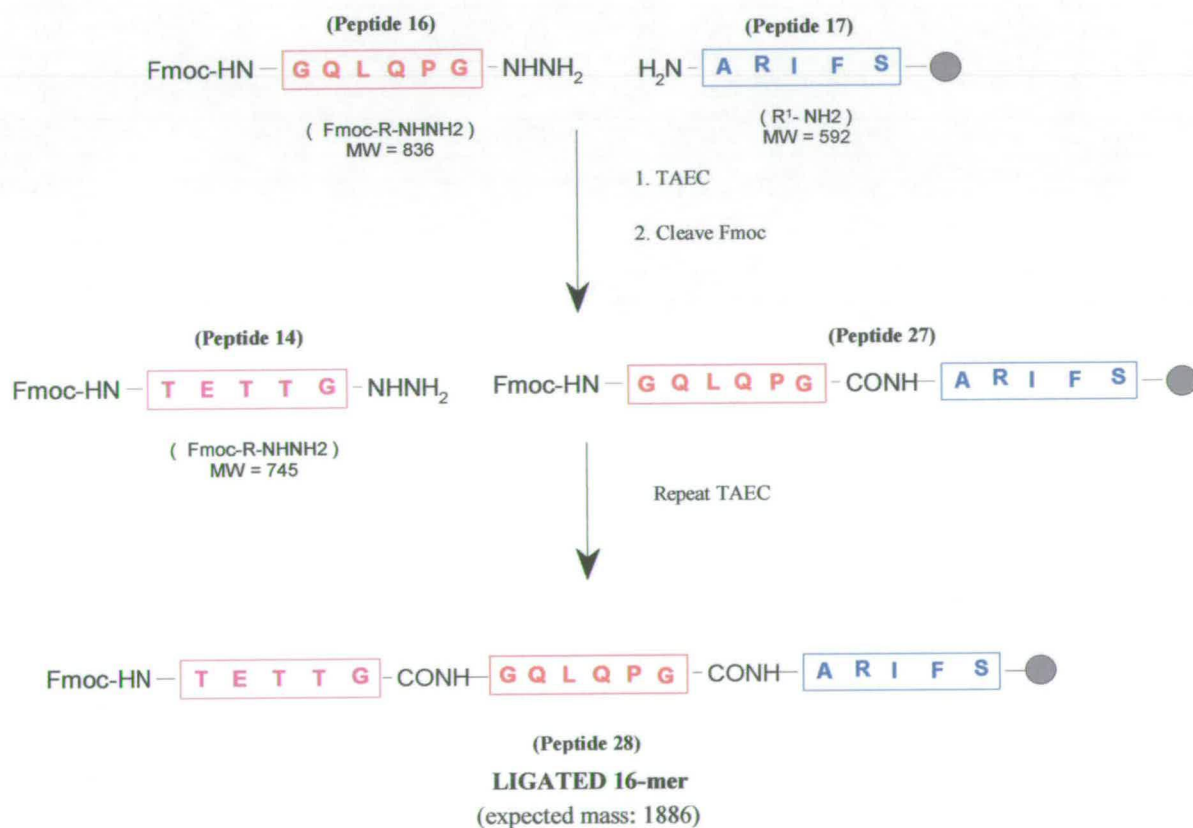 (Peptide 16)
(Peptide 17)
Fmoc-HN G Q L Q P G NHNH2
H2N A R I F S
( Fmoc-R-NHNH2)
MW = 836
( R¹- NH2)
MW = 592
1. TAEC
2. Cleave Fmoc
(Peptide 14)
(Peptide 27)
Fmoc-HN T E T T G NHNH2
Fmoc-HN G Q L Q P G CONH A R I F S
( Fmoc-R-NHNH2 )
MW = 745
Repeat TAEC
Fmoc-HN T E T T G CONH G Q L Q P G CONH A R I F S
(Peptide 28)
LIGATED 16-mer
(expected mass: 1886)